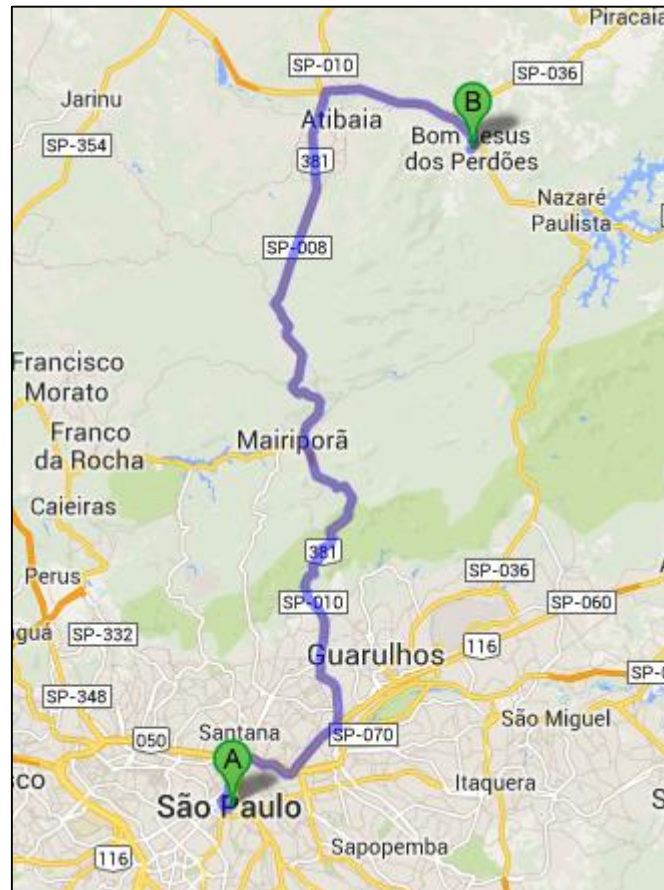 Piracaia
SP-010
SP-036
Jarinu
B
Atibaia
Bom Jesus
dos Perdões
SP-354
381
Nazaré
Paulista
SP-008
Francisco
Morato
Mairiporã
Franco
da Rocha
Caieiras
381
SP-036
Perus
SP-010
SP-060
SP-332
116
Guarulhos
SP-348
Santana
São Miguel
050
SP-070
A
Itaquera
São Paulo
Sapopemba
116